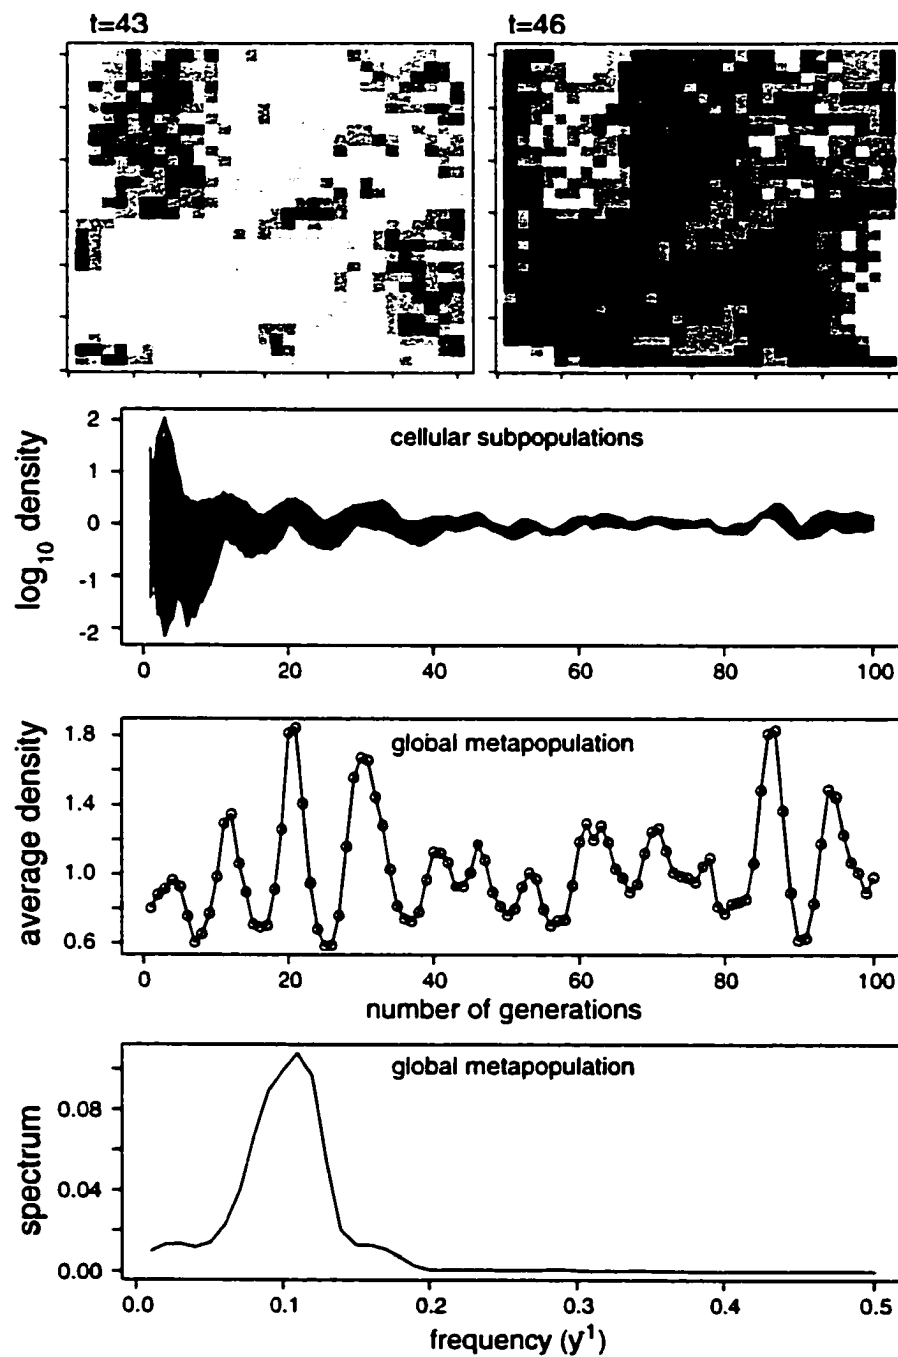 t=43
t=46
log10 density
2
1
0
-1
-2
cellular subpopulations
0 20 40 60 80 100
average density
1.8
1.4
1.0
0.6
global metapopulation
0 20 40 60 80 100
number of generations
spectrum
0.08
0.04
0.00
global metapopulation
0.0 0.1 0.2 0.3 0.4 0.5
frequency (y^1)